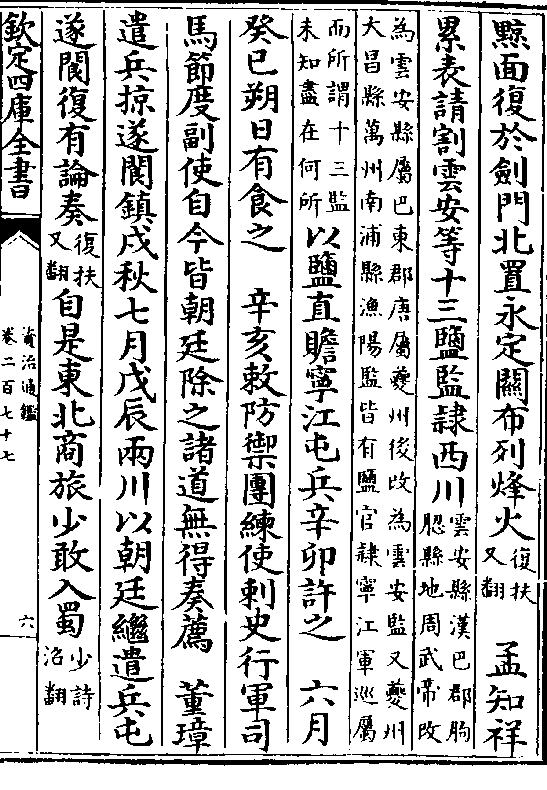 黥面復於劍門北置永定關布列烽火復扶又翻　孟知祥
累表請割雲安等十三鹽監隷西川雲安縣漢巴郡朐䏰縣地周武帝改
為雲安縣屬巴東郡唐屬夔州後改為雲安監又夔州大昌縣萬州南浦縣漁陽監皆有鹽官隷寧江軍巡屬
而所謂十三監未知盡在何所以鹽直贍寧江屯兵辛卯許之　六月
癸巳朔日有食之　辛亥敕防禦團練使刺史行軍司
馬節度副使自今皆朝廷除之諸道無得奏薦　董璋
遣兵掠遂閬鎮戍秋七月戊辰兩川以朝廷繼遣兵屯
遂閬復有論奏復扶又翻自是東北商旅少敢入蜀少詩沼翻
欽定四庫全書
資治通鑑
卷二百七十七
六